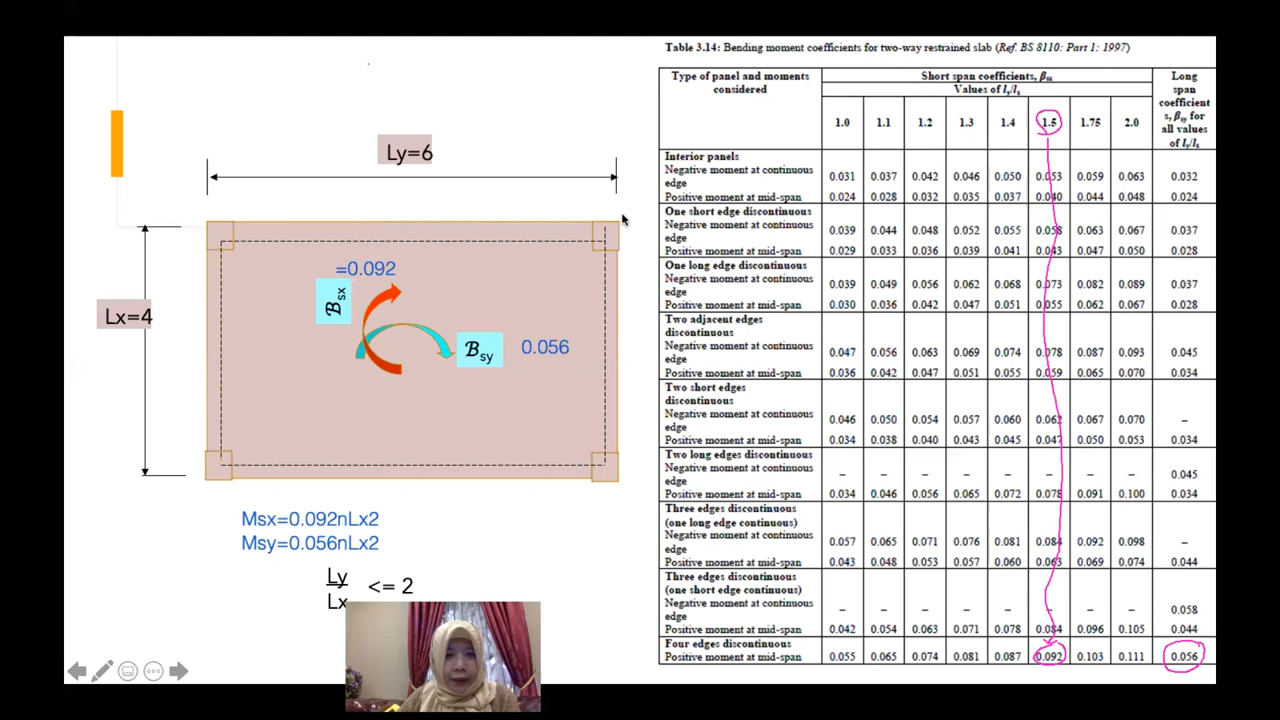 Ly=6
Lx=4
=0.092
ℬsx
ℬsy
0.056
Msx=0.092nLx2
Msy=0.056nLx2
Ly
Lx
<= 2
Table 3.14: Bending moment coefficients for two-way restrained slab (Ref. BS 8110: Part 1: 1997)
Type of panel and moments considered
Short span coefficients, βsx
Values of ly/lx
Long span coefficient s, βsy for all values of ly/lx
1.0 1.1 1.2 1.3 1.4 1.5 1.75 2.0
Interior panels
Negative moment at continuous edge 0.031 0.037 0.042 0.046 0.050 0.053 0.059 0.063 0.032
Positive moment at mid-span 0.024 0.028 0.032 0.035 0.037 0.040 0.044 0.048 0.024
One short edge discontinuous
Negative moment at continuous edge 0.039 0.044 0.048 0.052 0.055 0.058 0.063 0.067 0.037
Positive moment at mid-span 0.029 0.033 0.036 0.039 0.041 0.043 0.047 0.050 0.028
One long edge discontinuous
Negative moment at continuous edge 0.039 0.049 0.056 0.062 0.068 0.073 0.082 0.089 0.037
Positive moment at mid-span 0.030 0.036 0.042 0.047 0.051 0.055 0.062 0.067 0.028
Two adjacent edges discontinuous
Negative moment at continuous edge 0.047 0.056 0.063 0.069 0.074 0.078 0.087 0.093 0.045
Positive moment at mid-span 0.036 0.042 0.047 0.051 0.055 0.059 0.065 0.070 0.034
Two short edges discontinuous
Negative moment at continuous edge 0.046 0.050 0.054 0.057 0.060 0.062 0.067 0.070 –
Positive moment at mid-span 0.034 0.038 0.040 0.043 0.045 0.047 0.050 0.053 0.034
Two long edges discontinuous
Negative moment at continuous edge – – – – – – – – 0.045
Positive moment at mid-span 0.034 0.046 0.056 0.065 0.072 0.078 0.091 0.100 0.034
Three edges discontinuous (one long edge continuous)
Negative moment at continuous edge 0.057 0.065 0.071 0.076 0.081 0.084 0.092 0.098 –
Positive moment at mid-span 0.043 0.048 0.053 0.057 0.060 0.063 0.069 0.074 0.044
Three edges discontinuous (one short edge continuous)
Negative moment at continuous edge – – – – – – – – 0.058
Positive moment at mid-span 0.042 0.054 0.063 0.071 0.078 0.084 0.096 0.105 0.044
Four edges discontinuous
Positive moment at mid-span 0.055 0.065 0.074 0.081 0.087 0.092 0.103 0.111 0.056